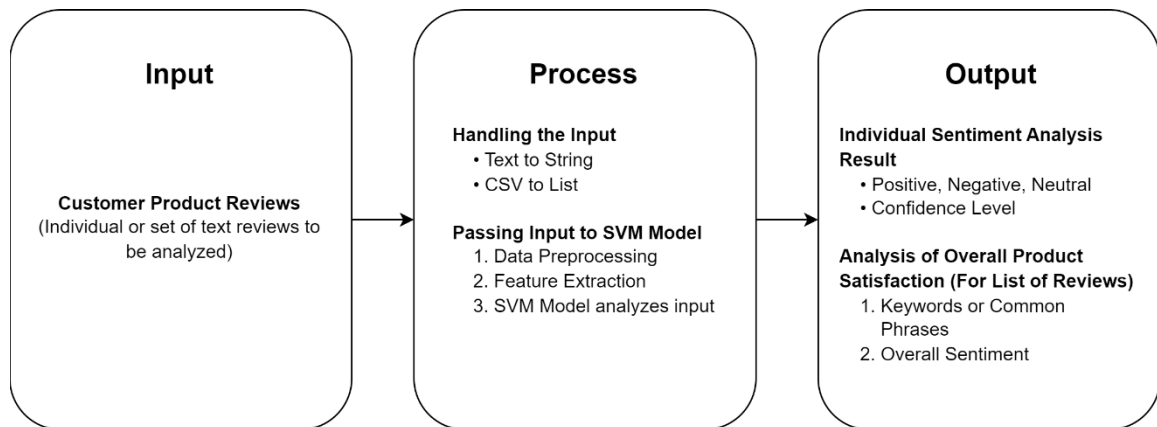 Input
Customer Product Reviews
(Individual or set of text reviews to
be analyzed)
Process
Handling the Input
• Text to String
• CSV to List
Passing Input to SVM Model
1. Data Preprocessing
2. Feature Extraction
3. SVM Model analyzes input
Output
Individual Sentiment Analysis
Result
• Positive, Negative, Neutral
• Confidence Level
Analysis of Overall Product
Satisfaction (For List of Reviews)
1. Keywords or Common
Phrases
2. Overall Sentiment